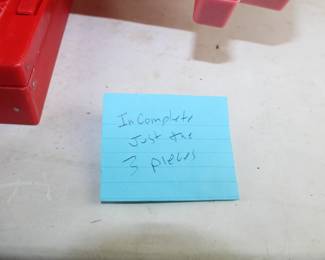 Incomplete
Just the
3 pieces